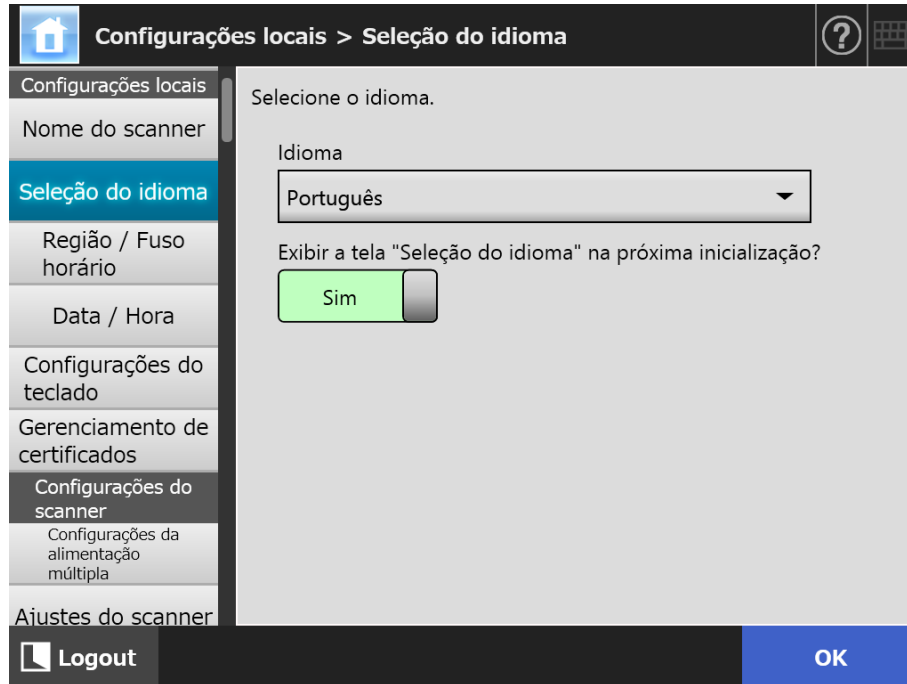 Configurações locais > Seleção do idioma
?
Configurações locais
Nome do scanner
Seleção do idioma
Região / Fuso
horário
Data / Hora
Configurações do
teclado
Gerenciamento de
certificados
Configurações do
scanner
Configurações da
alimentação
múltipla
Ajustes do scanner
Selecione o idioma.
Idioma
Português
Exibir a tela "Seleção do idioma" na próxima inicialização?
Sim
Logout
OK